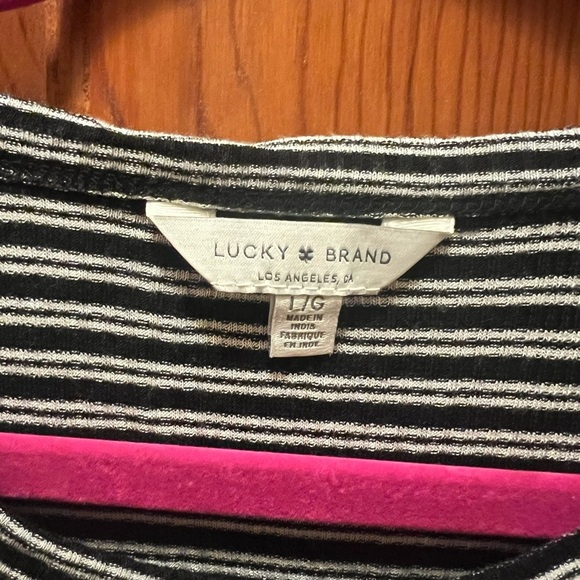 LUCKY BRAND
LOS ANGELES, CA
L/G
MADE IN
INDIA
FABRIQUE
EN INDE